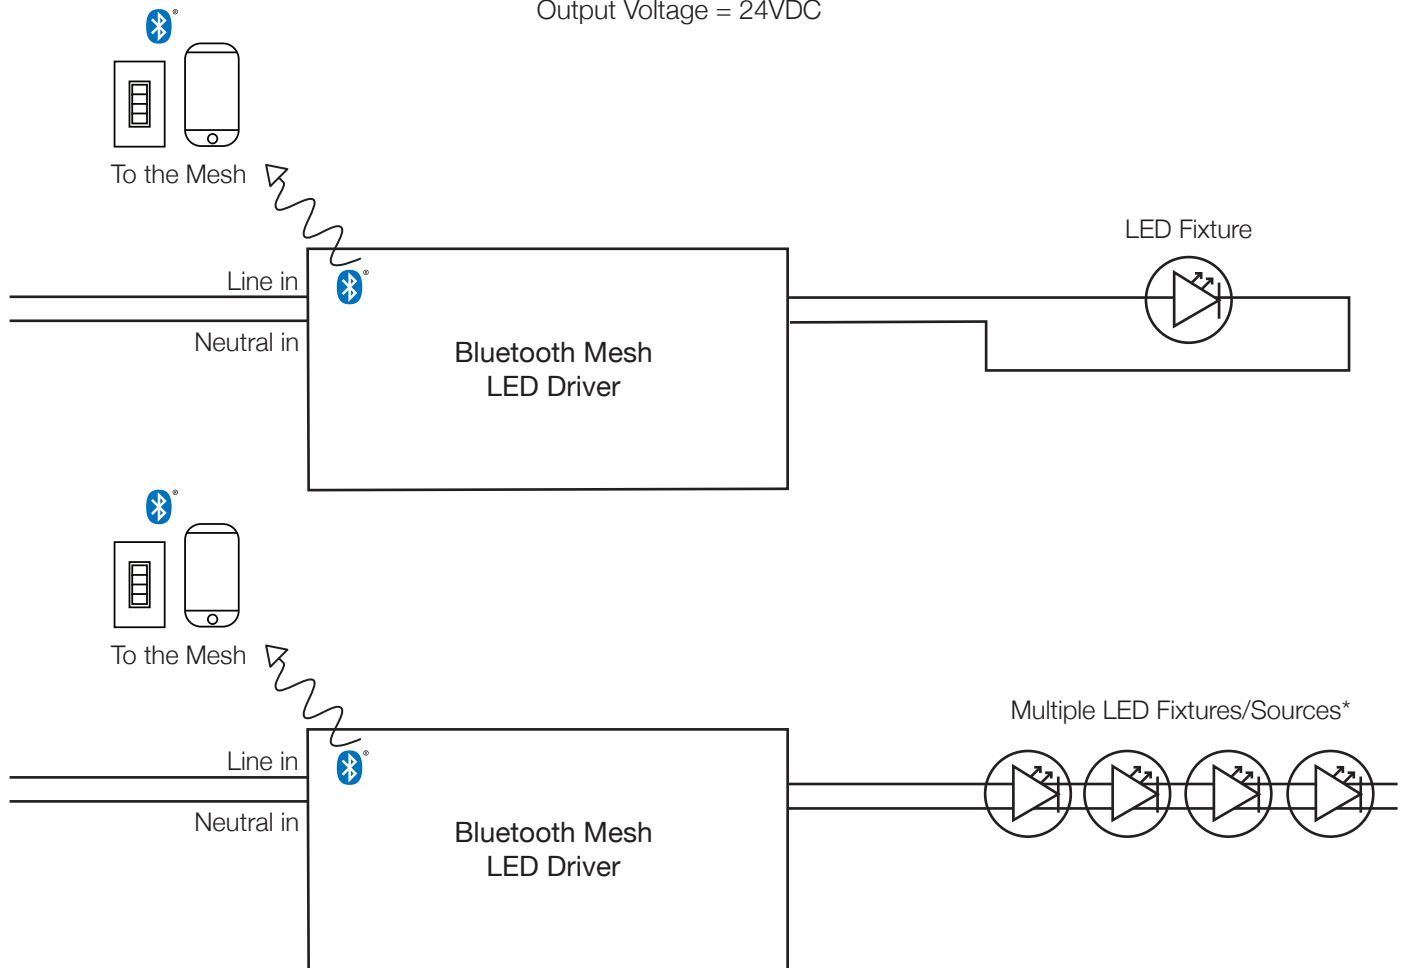 Output Voltage = 24VDC
®
To the Mesh
LED Fixture
Line in
®
Neutral in
Bluetooth Mesh
LED Driver
®
To the Mesh
Multiple LED Fixtures/Sources*
Line in
®
Neutral in
Bluetooth Mesh
LED Driver